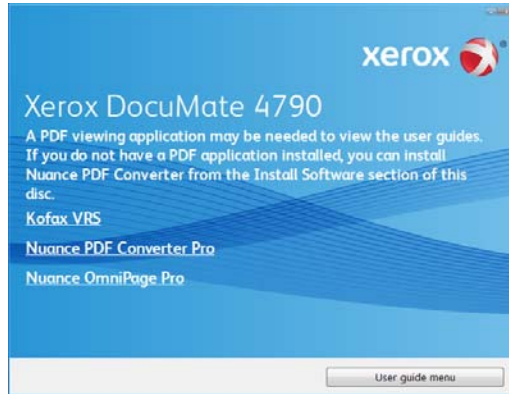 xerox
Xerox DocuMate 4790
A PDF viewing application may be needed to view the user guides.
If you do not have a PDF application installed, you can install
Nuance PDF Converter from the Install Software section of this
disc.
Kofax VRS
Nuance PDF Converter Pro
Nuance OmniPage Pro
User guide menu